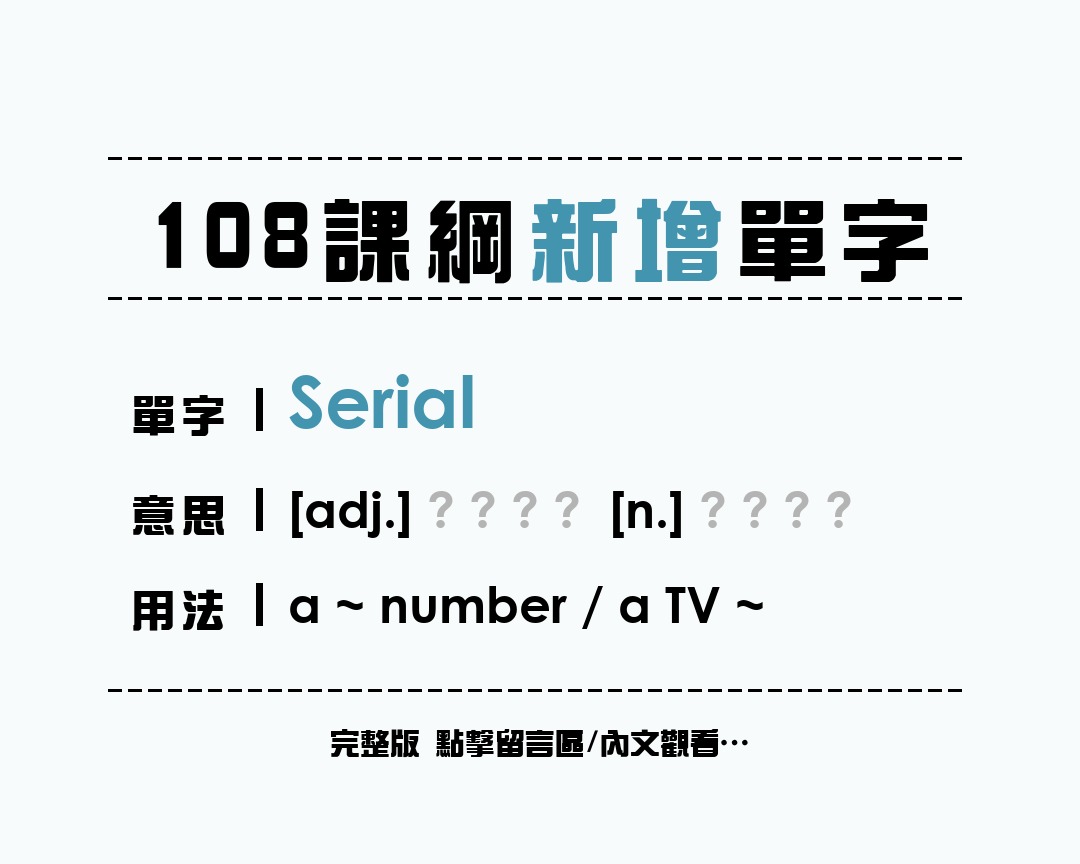 108課綱新增單字
單字 | Serial
意思 | [adj.] ???? [n.] ????
用法 | a ~ number / a TV ~
完整版 點擊留言區/內文觀看…